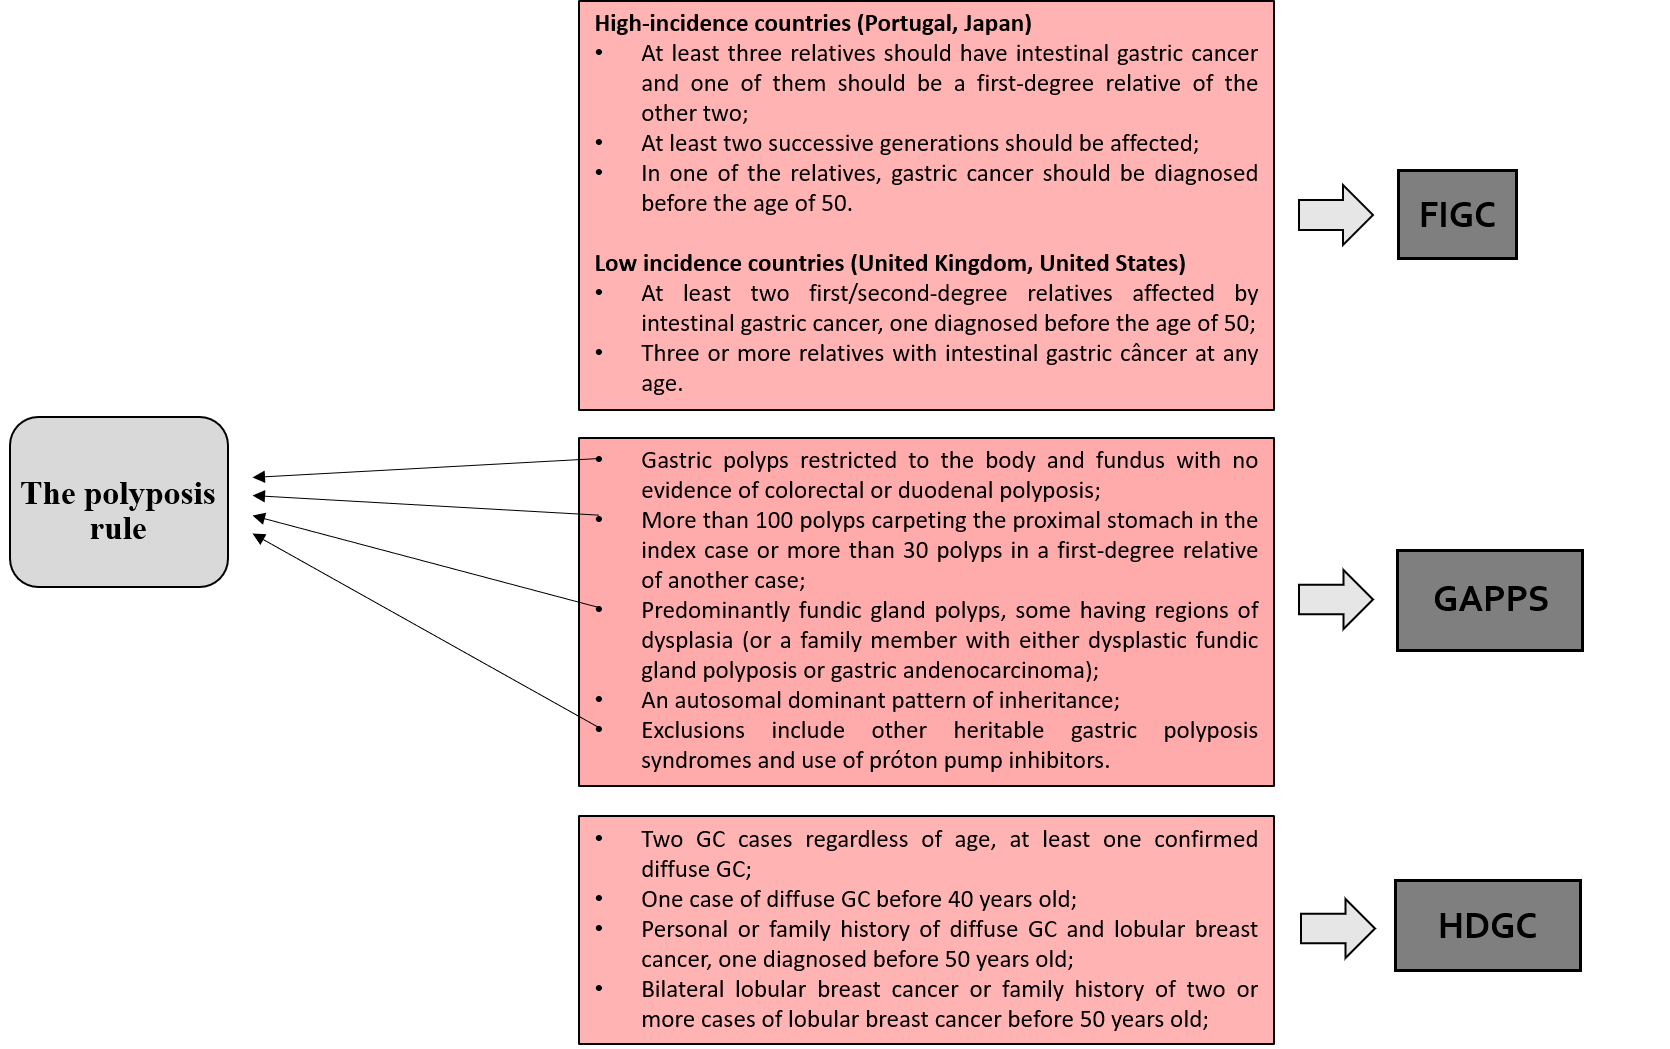 High-incidence countries (Portugal, Japan)
• At least three relatives should have intestinal gastric cancer
and one of them should be a first-degree relative of the
other two;
• At least two successive generations should be affected;
• In one of the relatives, gastric cancer should be diagnosed
before the age of 50.
Low incidence countries (United Kingdom, United States)
• At least two first/second-degree relatives affected by
intestinal gastric cancer, one diagnosed before the age of 50;
• Three or more relatives with intestinal gastric câncer at any
age.
FIGC
The polyposis
rule
• Gastric polyps restricted to the body and fundus with no
evidence of colorectal or duodenal polyposis;
• More than 100 polyps carpeting the proximal stomach in the
index case or more than 30 polyps in a first-degree relative
of another case;
• Predominantly fundic gland polyps, some having regions of
dysplasia (or a family member with either dysplastic fundic
gland polyposis or gastric andenocarcinoma);
• An autosomal dominant pattern of inheritance;
• Exclusions include other heritable gastric polyposis
syndromes and use of próton pump inhibitors.
GAPPS
• Two GC cases regardless of age, at least one confirmed
diffuse GC;
• One case of diffuse GC before 40 years old;
• Personal or family history of diffuse GC and lobular breast
cancer, one diagnosed before 50 years old;
• Bilateral lobular breast cancer or family history of two or
more cases of lobular breast cancer before 50 years old;
HDGC